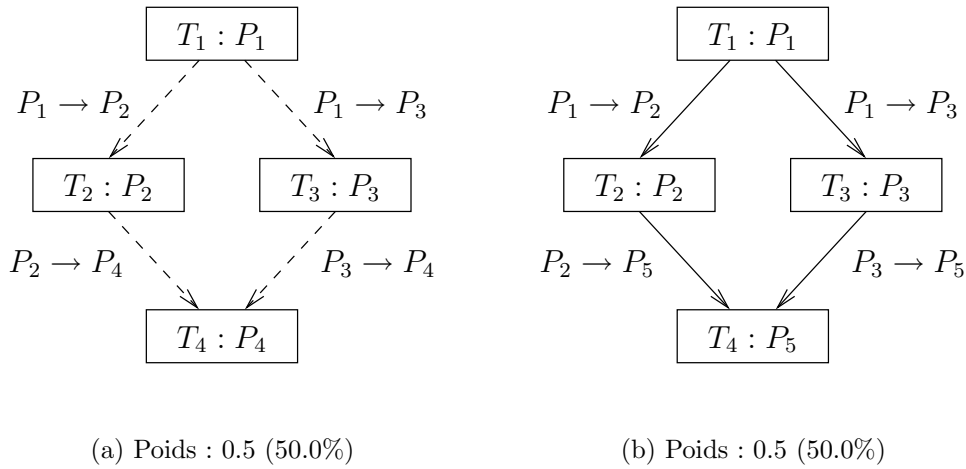 T₁ : P₁
P₁ → P₂
P₁ → P₃
T₂ : P₂
T₃ : P₃
P₂ → P₄
P₃ → P₄
T₄ : P₄
(a) Poids : 0.5 (50.0%)
T₁ : P₁
P₁ → P₂
P₁ → P₃
T₂ : P₂
T₃ : P₃
P₂ → P₅
P₃ → P₅
T₄ : P₅
(b) Poids : 0.5 (50.0%)